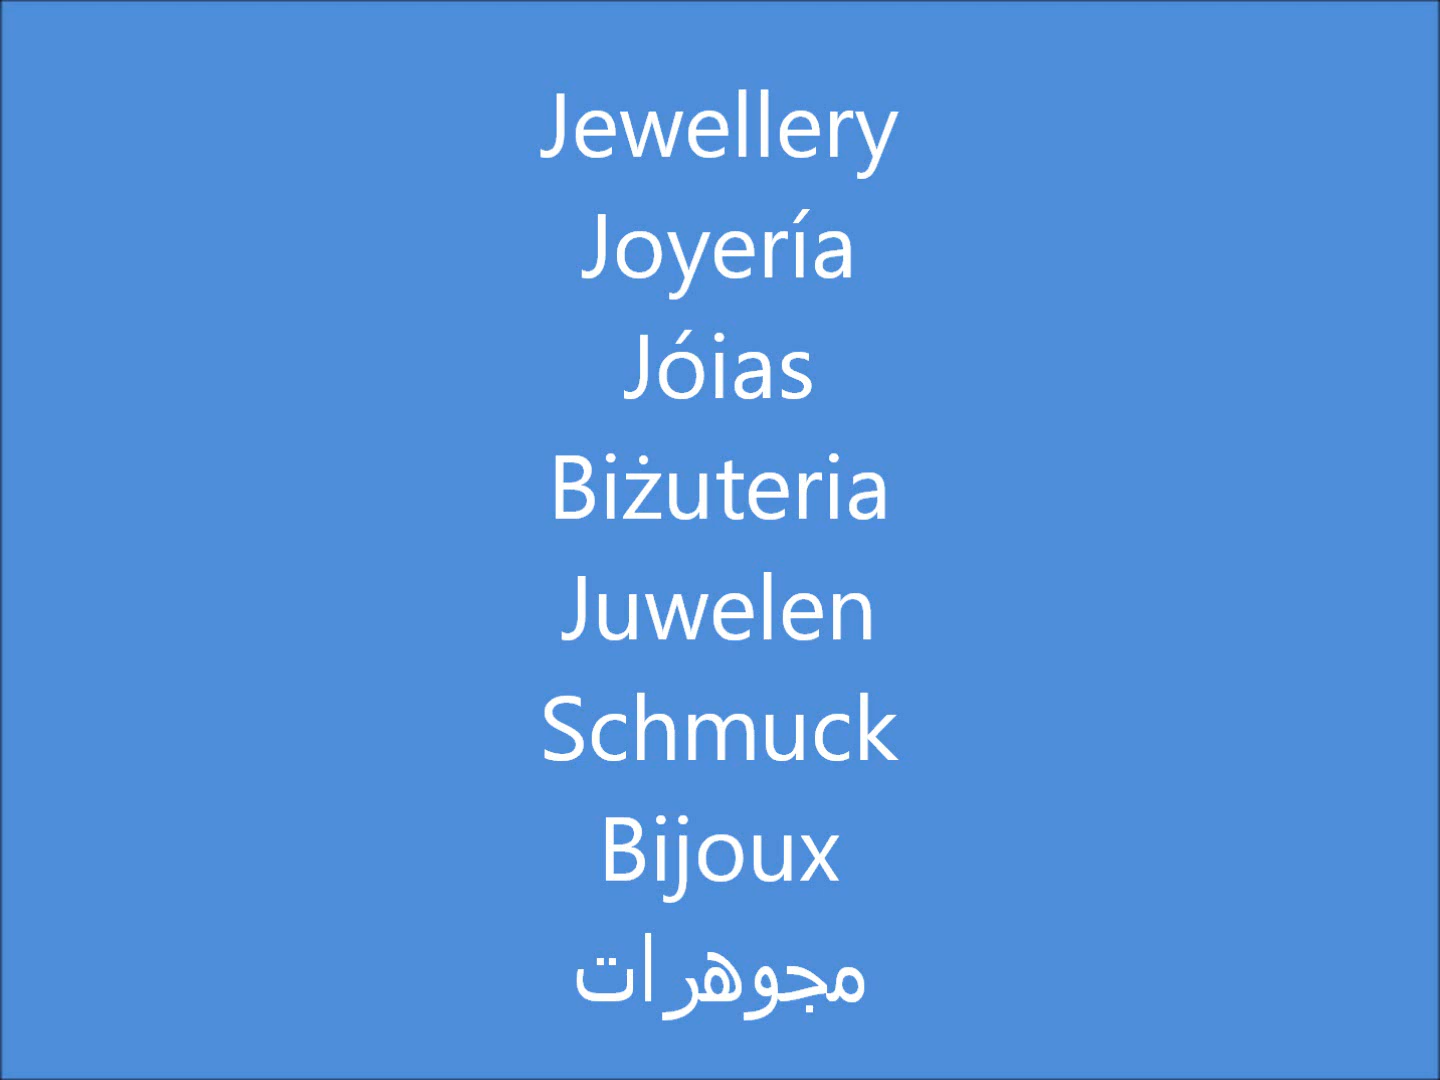 Jewellery
Joyería
Jóias
Biżuteria
Juwelen
Schmuck
Bijoux
مجوهرات